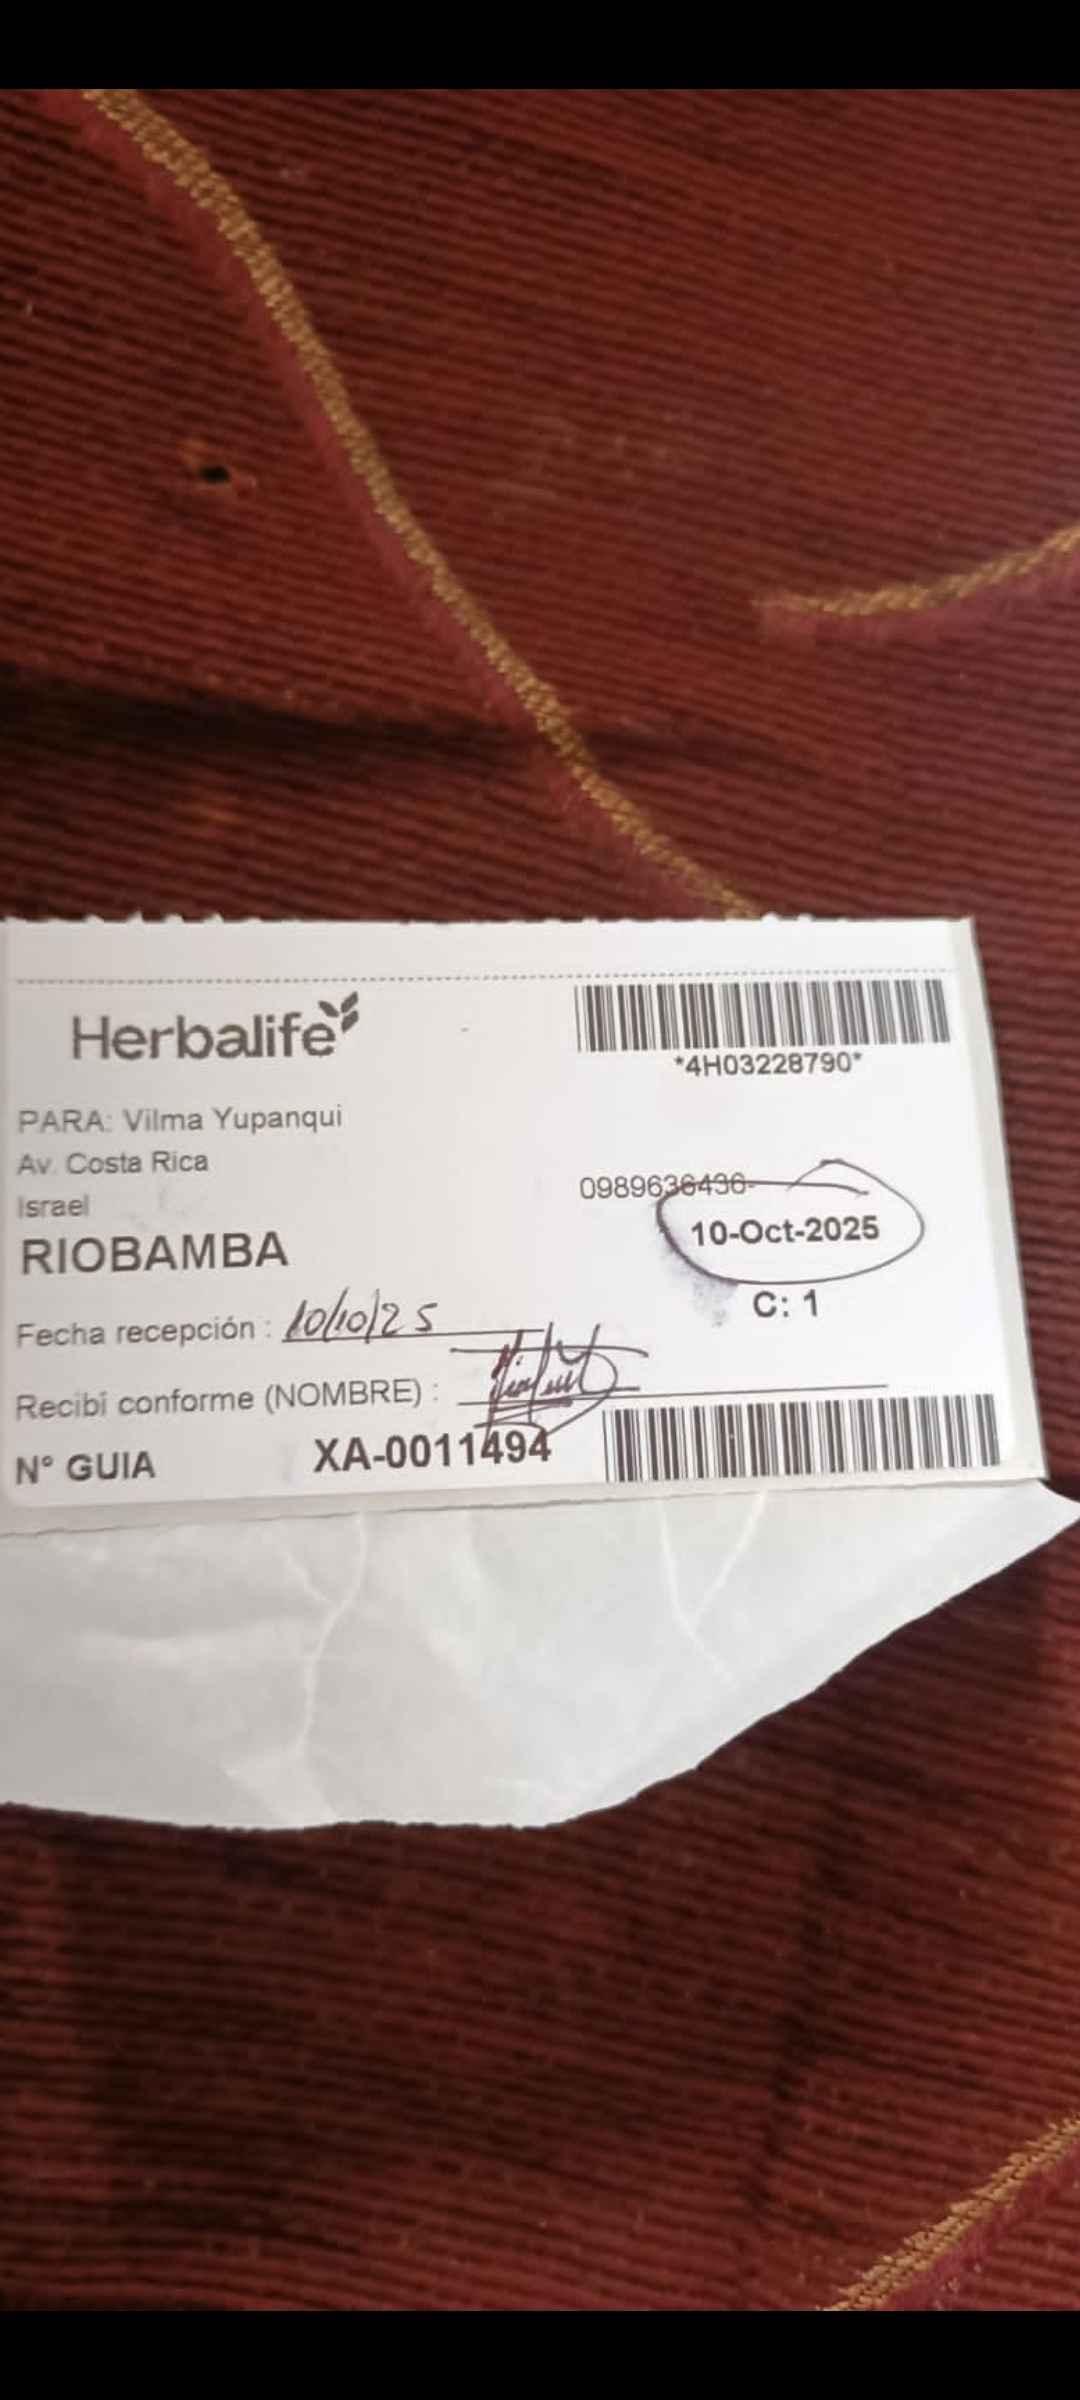 Herbalife
*4H03228790*
PARA: Vilma Yupanqui
Av. Costa Rica
Israel
0989636436-
RIOBAMBA
10-Oct-2025
C: 1
Fecha recepción : 10/10/25
Recibí conforme (NOMBRE) :
N° GUIA XA-0011494